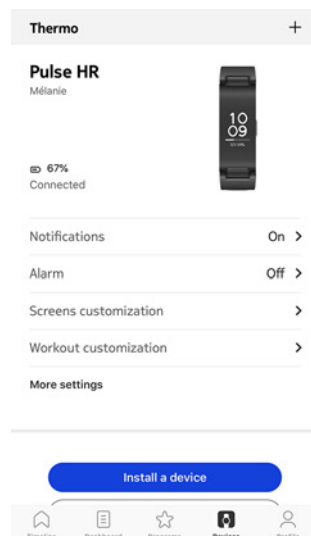 Thermo +
Pulse HR
Mélanie
10
09
67%
Connected
Notifications On >
Alarm Off >
Screens customization >
Workout customization >
More settings
Install a device